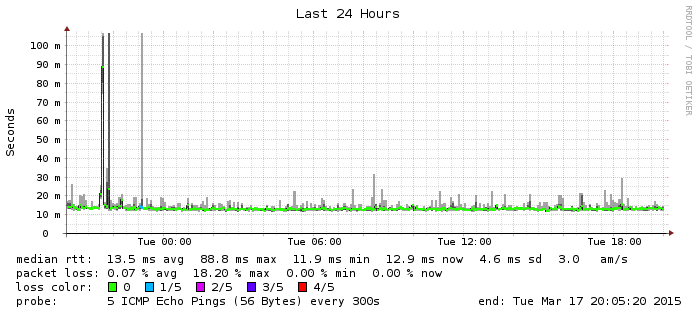 Last 24 Hours
RRDTOOL / TOBI OETIKER
Seconds
100 m
90 m
80 m
70 m
60 m
50 m
40 m
30 m
20 m
10 m
0
Tue 00:00 Tue 06:00 Tue 12:00 Tue 18:00
median rtt: 13.5 ms avg 88.8 ms max 11.9 ms min 12.9 ms now 4.6 ms sd 3.0 am/s
packet loss: 0.07 % avg 18.20 % max 0.00 % min 0.00 % now
loss color: 0 1/5 2/5 3/5 4/5
probe: 5 ICMP Echo Pings (56 Bytes) every 300s end: Tue Mar 17 20:05:20 2015